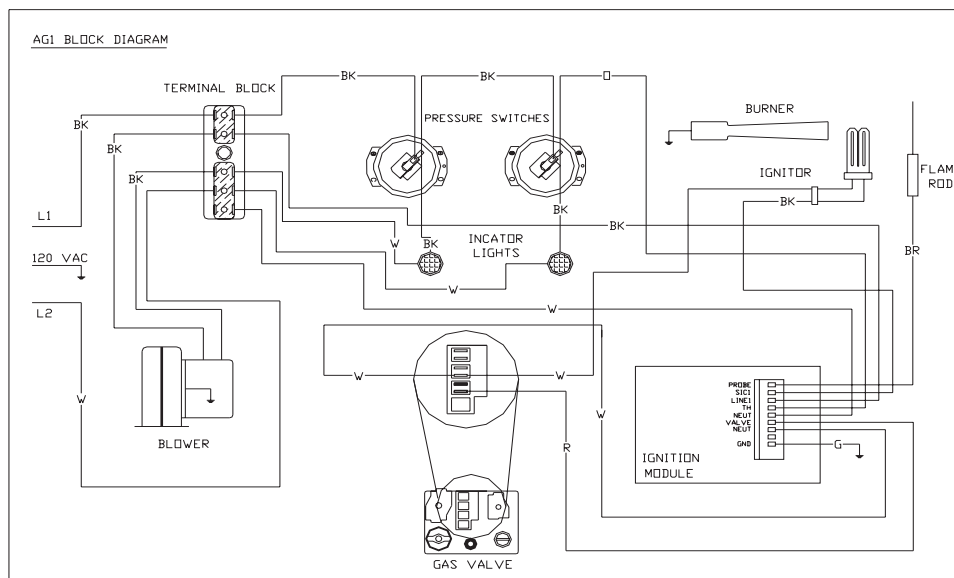 AG1 BLOCK DIAGRAM
TERMINAL BLOCK
BK
BK
O
BK
BK
PRESSURE SWITCHES
BURNER
BK
IGNITOR
BK
FLAM
ROD
L1
W
BK
INCATOR
LIGHTS
BK
BK
BR
120 VAC
W
W
L2
W
W
W
W
BLOWER
R
PROBE
SIC1
LINE1
TH
NEUT
VALVE
NEUT
GND
G
IGNITION
MODULE
GAS VALVE